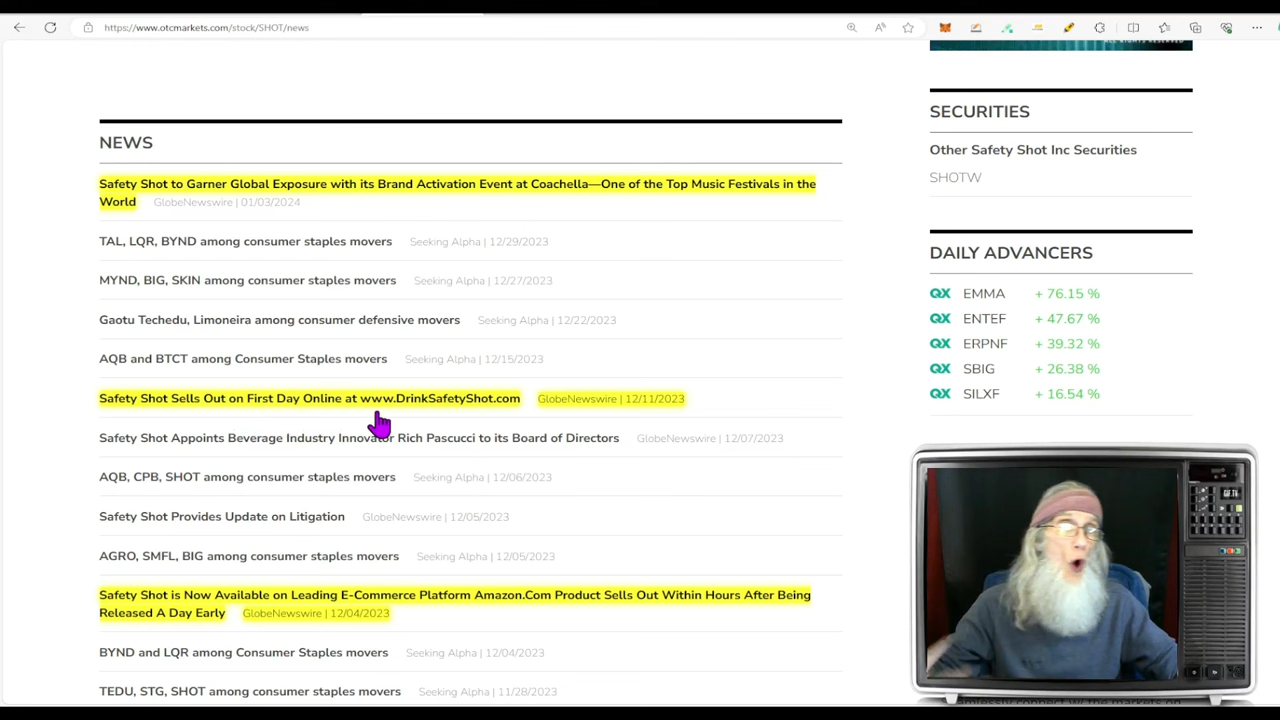 https://www.otcmarkets.com/stock/SHOT/news
NEWS
Safety Shot to Garner Global Exposure with its Brand Activation Event at Coachella—One of the Top Music Festivals in the
World GlobeNewswire | 01/03/2024
TAL, LQR, BYND among consumer staples movers Seeking Alpha | 12/29/2023
MYND, BIG, SKIN among consumer staples movers Seeking Alpha | 12/27/2023
Gaotu Techedu, Limoneira among consumer defensive movers Seeking Alpha | 12/22/2023
AQB and BTCT among Consumer Staples movers Seeking Alpha | 12/15/2023
Safety Shot Sells Out on First Day Online at www.DrinkSafetyShot.com GlobeNewswire | 12/11/2023
Safety Shot Appoints Beverage Industry Innovator Rich Pascucci to its Board of Directors GlobeNewswire | 12/07/2023
AQB, CPB, SHOT among consumer staples movers Seeking Alpha | 12/06/2023
Safety Shot Provides Update on Litigation GlobeNewswire | 12/05/2023
AGRO, SMFL, BIG among consumer staples movers Seeking Alpha | 12/05/2023
Safety Shot is Now Available on Leading E-Commerce Platform Amazon.Com Product Sells Out Within Hours After Being
Released A Day Early GlobeNewswire | 12/04/2023
BYND and LQR among Consumer Staples movers Seeking Alpha | 12/04/2023
TEDU, STG, SHOT among consumer staples movers Seeking Alpha | 11/28/2023
ALL RIGHTS RESERVED
SECURITIES
Other Safety Shot Inc Securities
SHOTW
DAILY ADVANCERS
QX EMMA + 76.15 %
QX ENTEF + 47.67 %
QX ERPNF + 39.32 %
QX SBIG + 26.38 %
QX SILXF + 16.54 %
GIF.TV